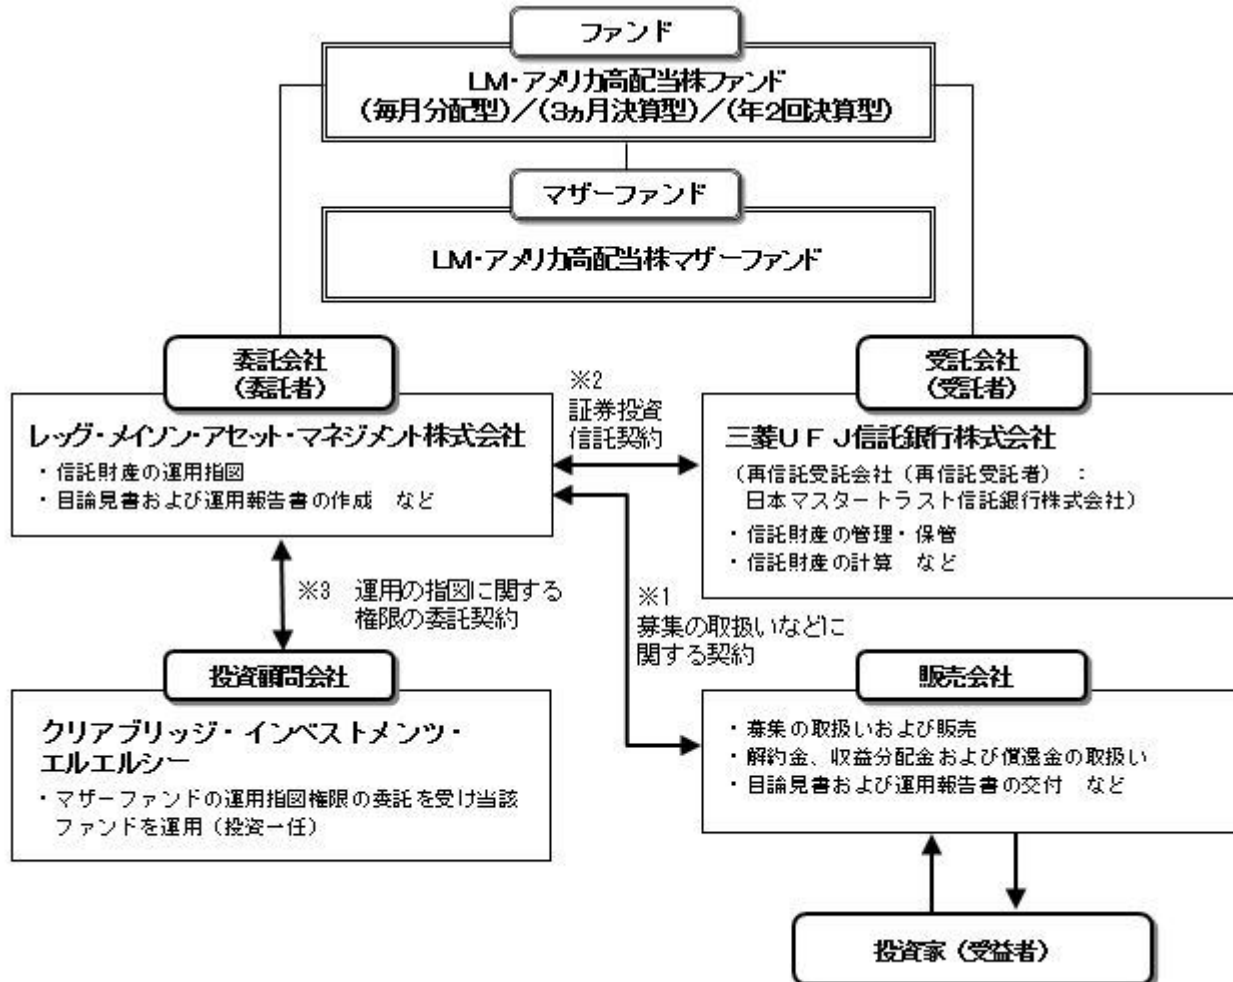 ファンド
LM・アメリカ高配当株ファンド
(毎月分配型)／(3ヵ月決算型)／(年2回決算型)
マザーファンド
LM・アメリカ高配当株マザーファンド
委託会社
(委託者)
レッグ・メイソン・アセット・マネジメント株式会社
・信託財産の運用指図
・目論見書および運用報告書の作成　など
※2
証券投資
信託契約
受託会社
(受託者)
三菱ＵＦＪ信託銀行株式会社
（再信託受託会社（再信託受託者）：
日本マスタートラスト信託銀行株式会社）
・信託財産の管理・保管
・信託財産の計算　など
※3　運用の指図に関する
権限の委託契約
※1
募集の取扱いなどに
関する契約
投資顧問会社
クリアブリッジ・インベストメンツ・
エルエルシー
・マザーファンドの運用指図権限の委託を受け当該
ファンドを運用（投資一任）
販売会社
・募集の取扱いおよび販売
・解約金、収益分配金および償還金の取扱い
・目論見書および運用報告書の交付　など
投資家（受益者）